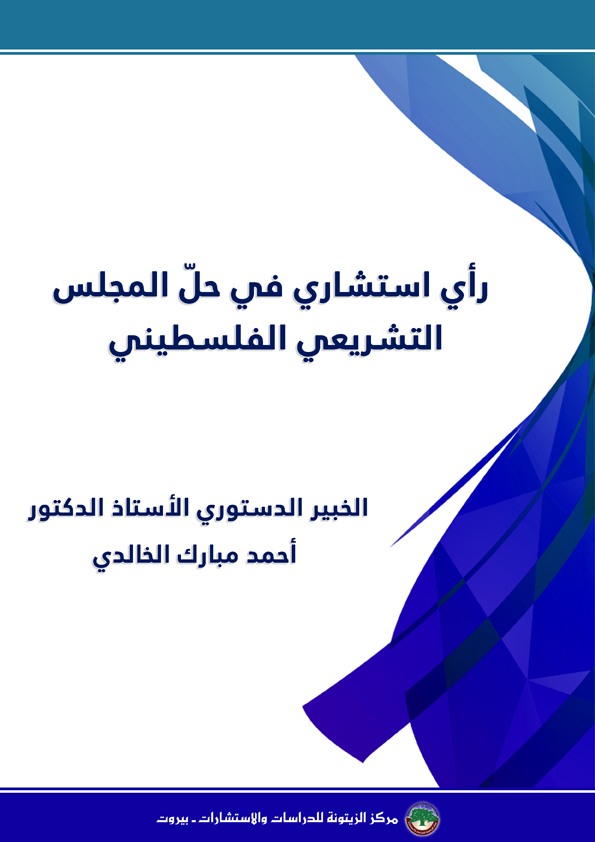 رأي استشاري في حلّ المجلس
التشريعي الفلسطيني
الخبير الدستوري الأستاذ الدكتور
أحمد مبارك الخالدي
مركز الزيتونة للدراسات والاستشارات - بيروت